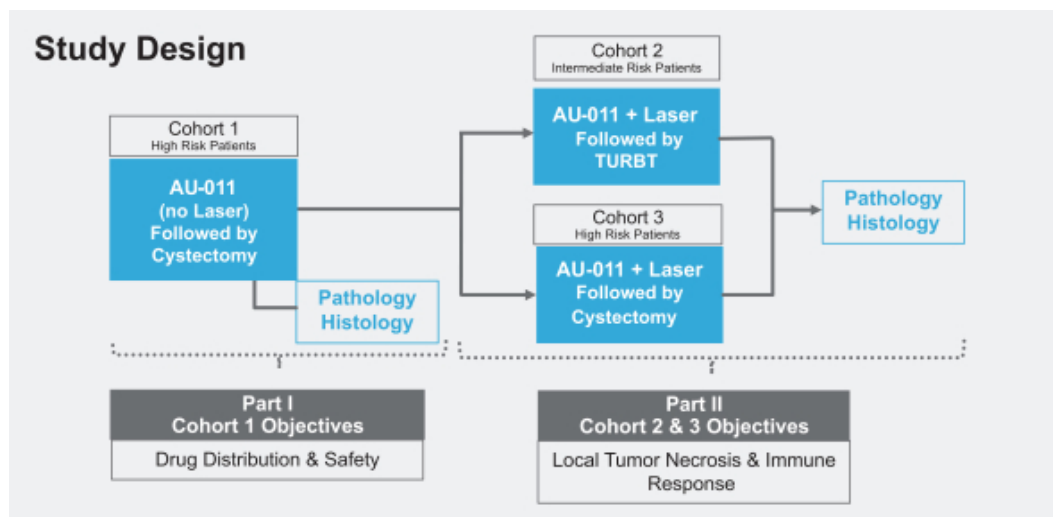 Study Design
Cohort 1
High Risk Patients
AU-011
(no Laser)
Followed by
Cystectomy
Pathology
Histology
Cohort 2
Intermediate Risk Patients
AU-011 + Laser
Followed by
TURBT
Cohort 3
High Risk Patients
AU-011 + Laser
Followed by
Cystectomy
Pathology
Histology
Part I
Cohort 1 Objectives
Drug Distribution & Safety
Part II
Cohort 2 & 3 Objectives
Local Tumor Necrosis & Immune
Response